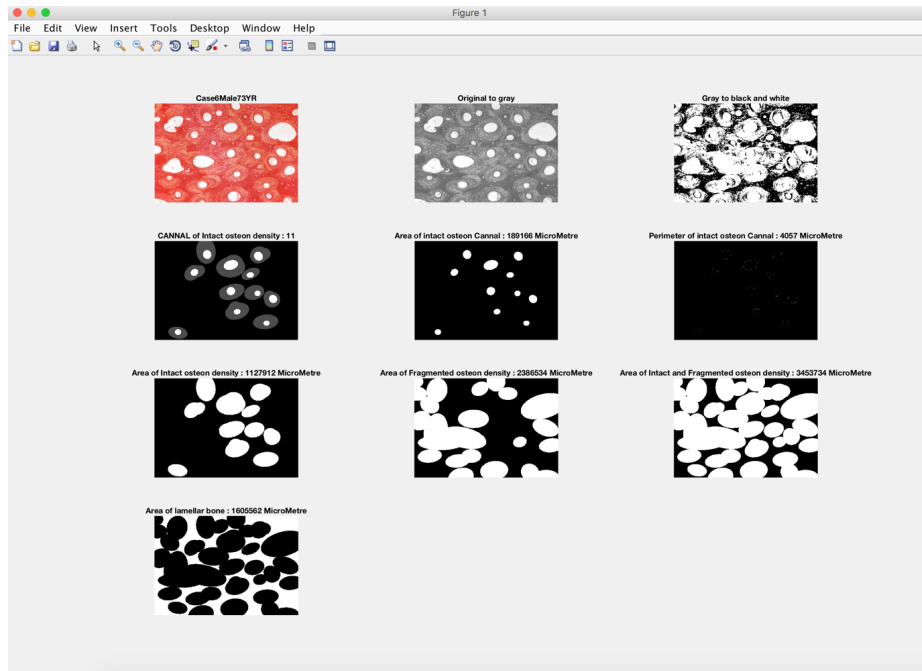 Figure 1
File Edit View Insert Tools Desktop Window Help
Case6Male73YR
Original to gray
Gray to black and white
CANNAL of Intact osteon density : 11
Area of intact osteon Cannal : 189166 MicroMetre
Perimeter of intact osteon Cannal : 4057 MicroMetre
Area of Intact osteon density : 1127912 MicroMetre
Area of Fragmented osteon density : 2386534 MicroMetre
Area of Intact and Fragmented osteon density : 3453734 MicroMetre
Area of lamellar bone : 1605562 MicroMetre